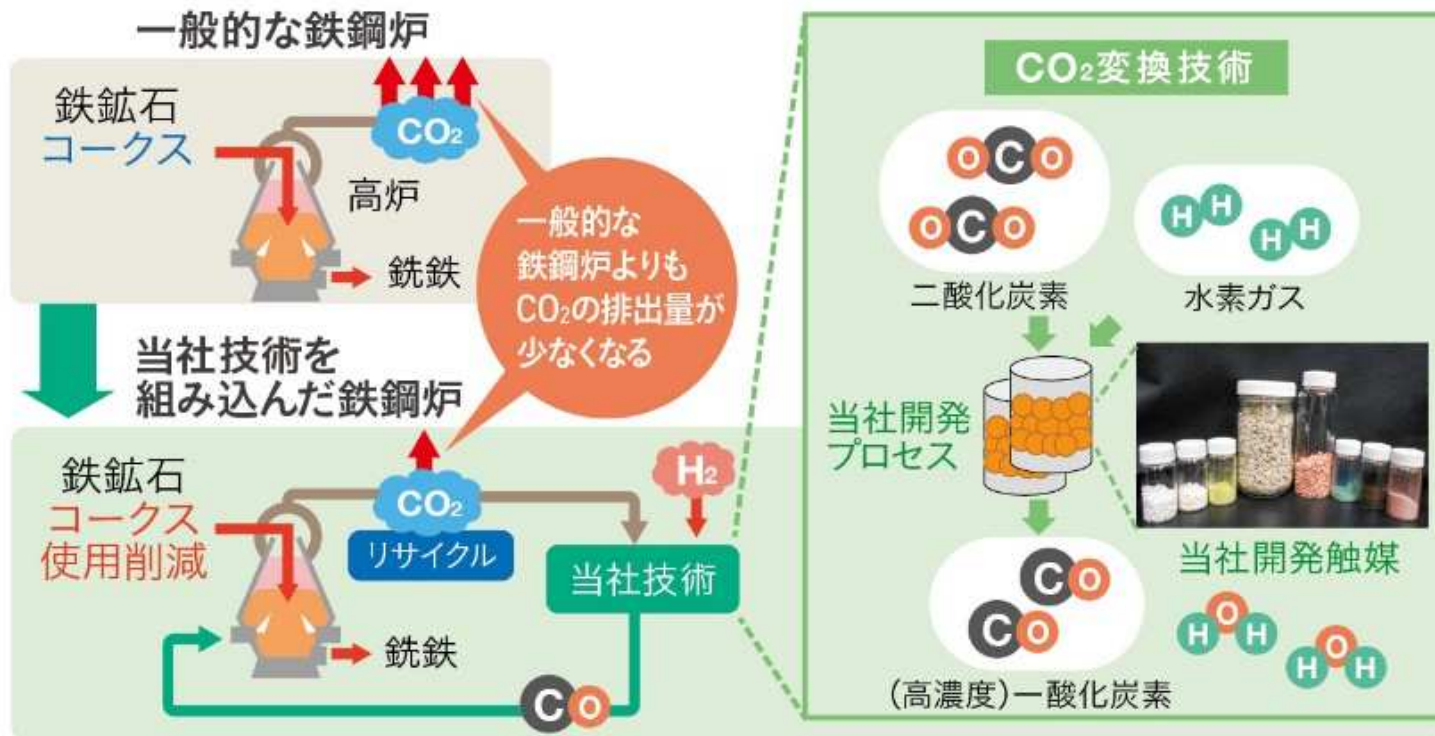 一般的な鉄鋼炉
鉄鉱石
コークス
CO₂
高炉
銑鉄
一般的な
鉄鋼炉よりも
CO₂の排出量が
少なくなる
当社技術を
組み込んだ鉄鋼炉
鉄鉱石
コークス
使用削減
CO₂
リサイクル
H₂
当社技術
銑鉄
CO
CO₂変換技術
OCO
OCO
二酸化炭素
HH
HH
水素ガス
当社開発
プロセス
当社開発触媒
CO
CO
(高濃度)一酸化炭素
HOH
HOH